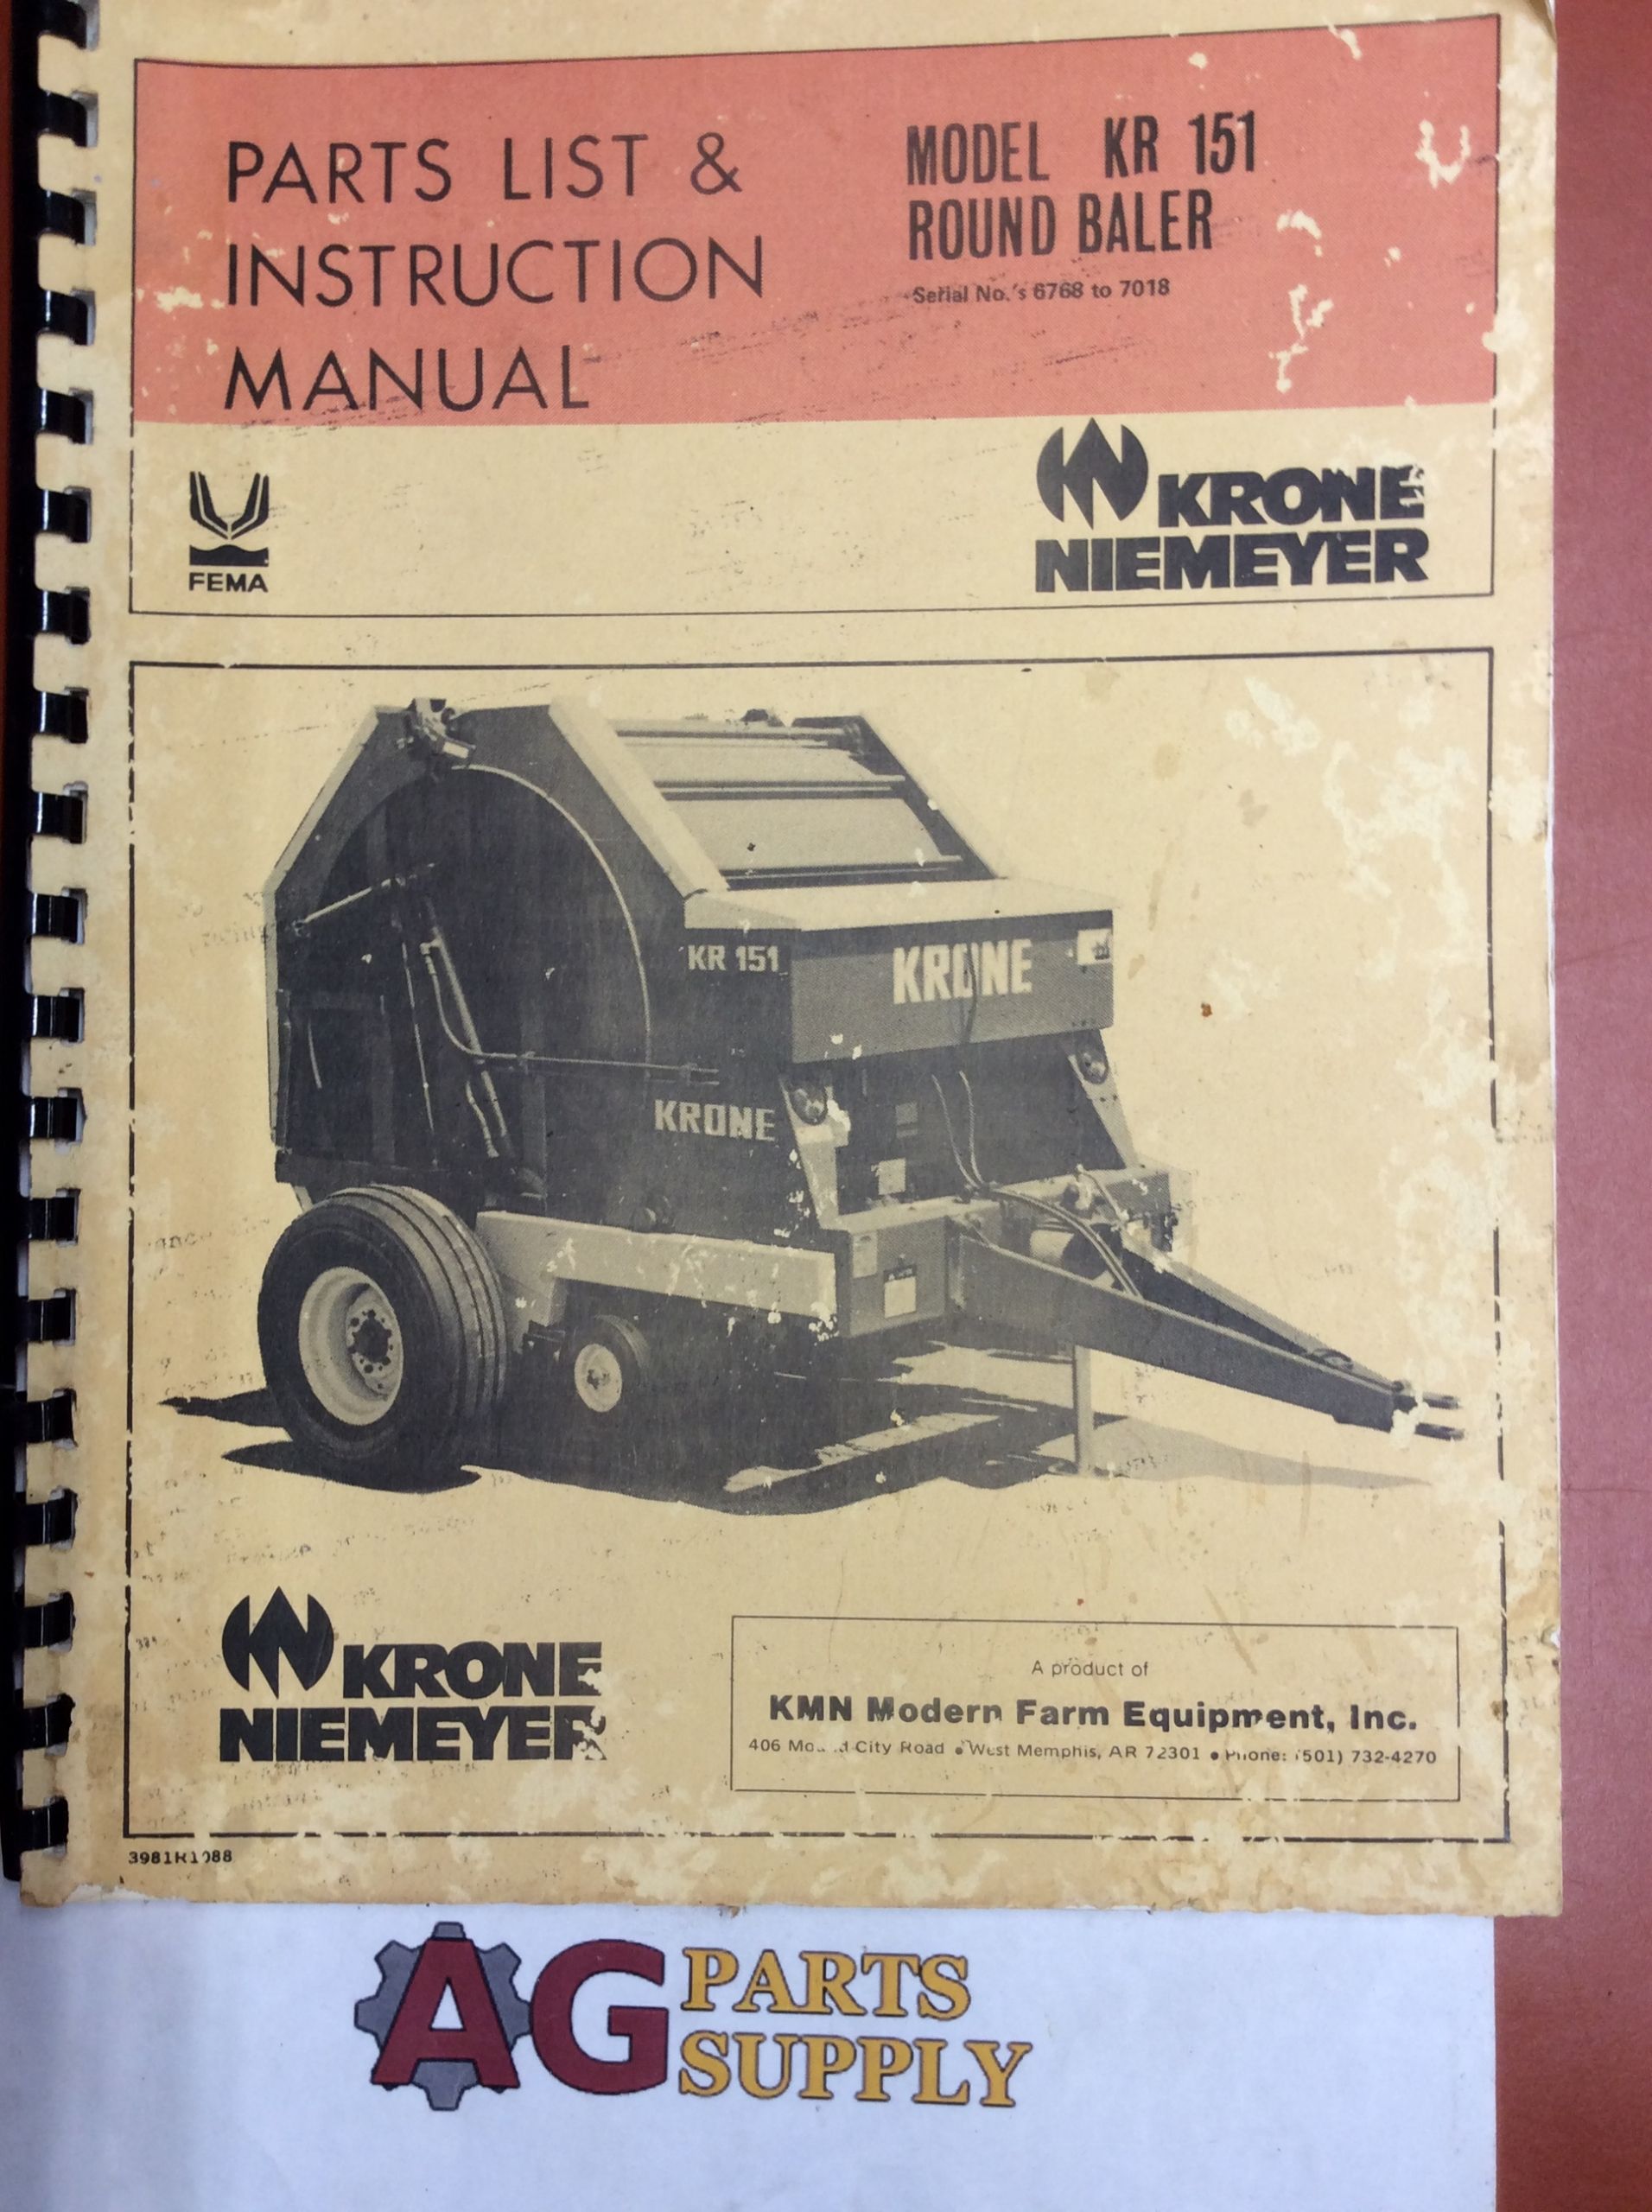 PARTS LIST &
INSTRUCTION
MANUAL
MODEL KR 151
ROUND BALER
Serial No.'s 6768 to 7018
FEMA
KRONE
NIEMEYER
KR 151
KRONE
KRONE
KRONE
NIEMEYER
A product of
KMN Modern Farm Equipment, Inc.
406 City Road • West Memphis, AR 72301 • Phone: (501) 732-4270
3981R1088
AG PARTS
SUPPLY